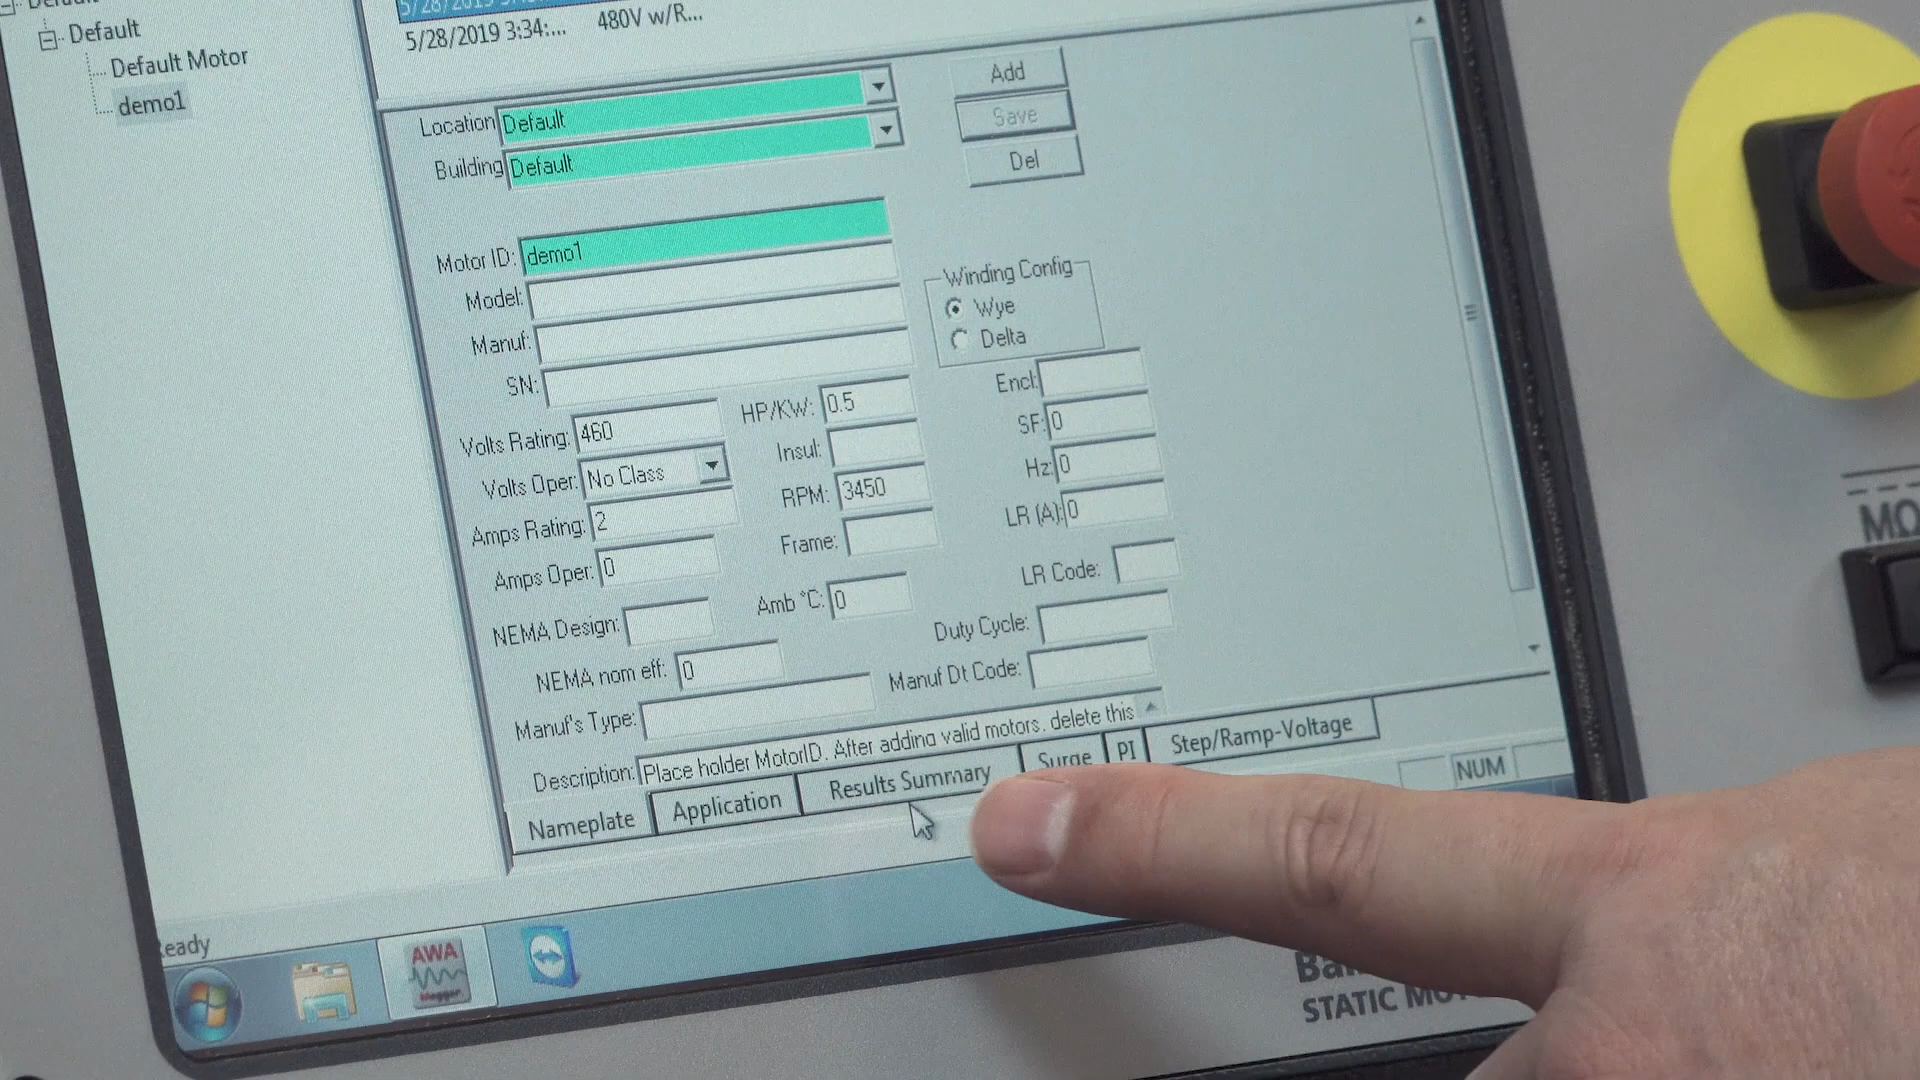 Default
Default
Default Motor
demo1
5/28/2019 3:34:... 480V w/R...
Location Default
Building Default
Add
Save
Del
Motor ID: demo1
Model:
Manuf:
SN:
Winding Config
Wye
Delta
Volts Rating: 460
Volts Oper: No Class
Amps Rating: 2
Amps Oper: 0
NEMA Design:
NEMA nom eff: 0
Manuf's Type:
HP/KW: 0.5
Insul:
RPM: 3450
Frame:
Amb °C: 0
Encl:
SF: 0
Hz: 0
LR (A): 0
LR Code:
Duty Cycle:
Manuf Dt Code:
Description: Place holder MotorID. After adding valid motors, delete this
Nameplate Application Results Summary Surge PI Step/Ramp-Voltage
NUM
Ready
AWA
Megger
STATIC